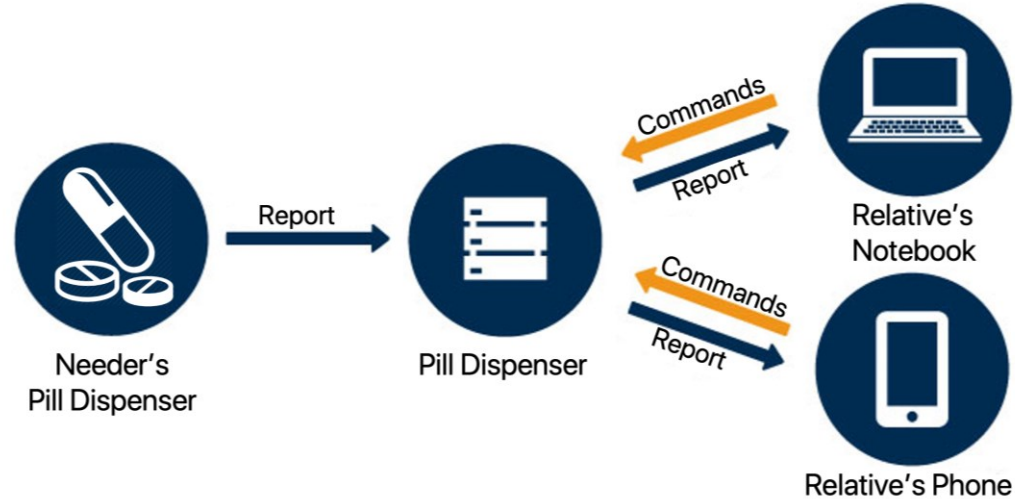 Report
Needer's
Pill Dispenser
Pill Dispenser
Commands
Report
Relative's
Notebook
Commands
Report
Relative's Phone